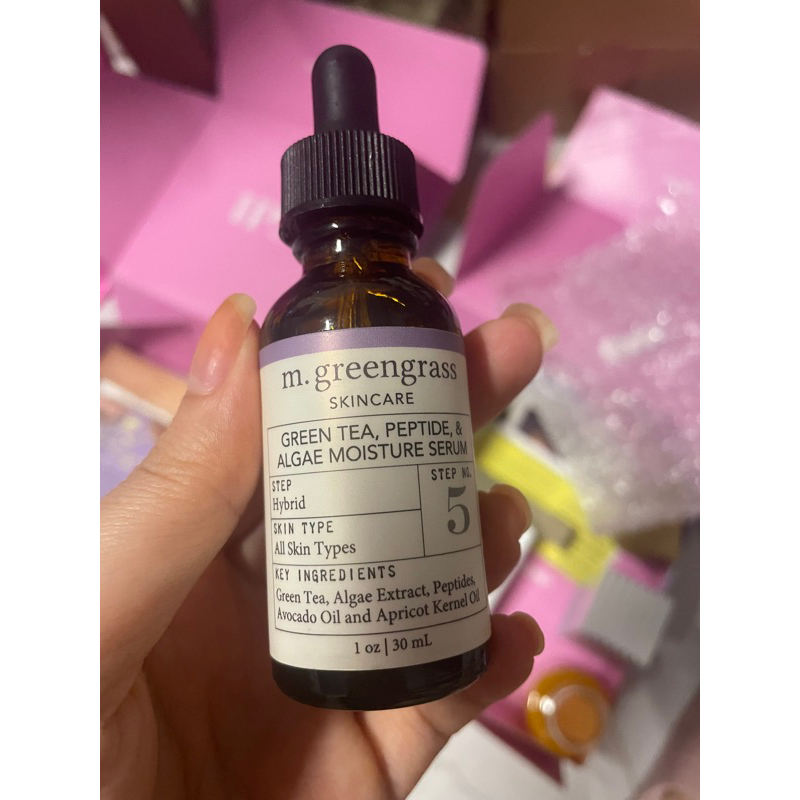 m. greengrass
SKINCARE
GREEN TEA, PEPTIDE, &
ALGAE MOISTURE SERUM
STEP
Hybrid
STEP NO.
5
SKIN TYPE
All Skin Types
KEY INGREDIENTS
Green Tea, Algae Extract, Peptides,
Avocado Oil and Apricot Kernel Oil
1 oz | 30 mL